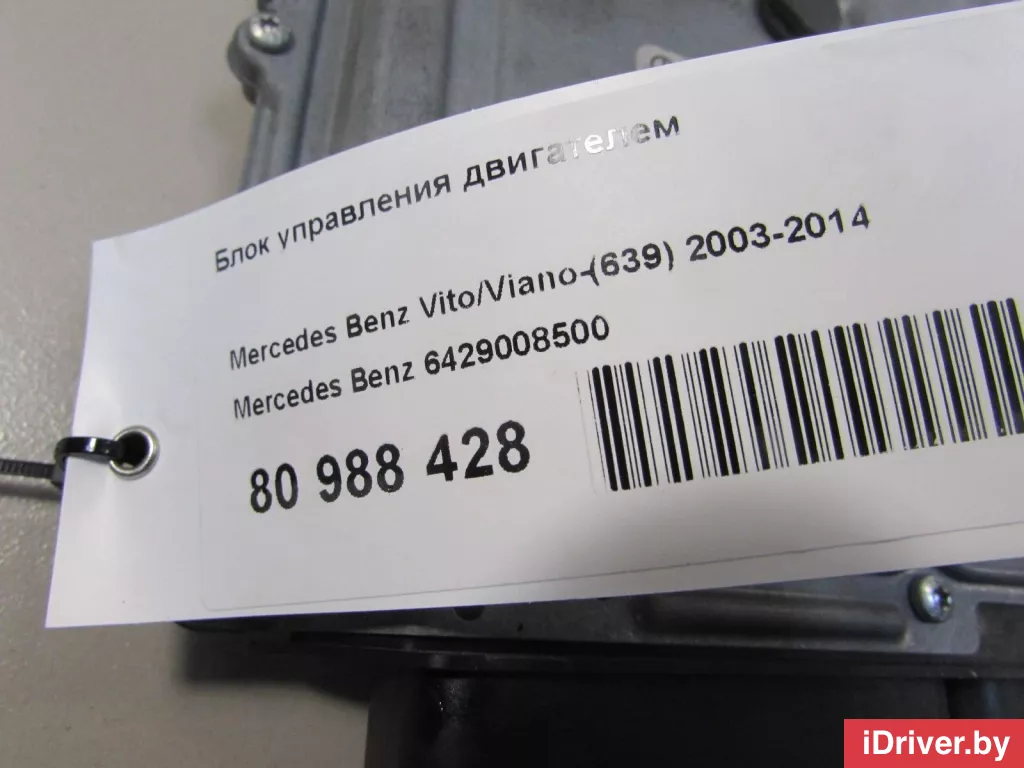 Блок управления двигателем
Mercedes Benz Vito/Viano-(639) 2003-2014
Mercedes Benz 6429008500
80 988 428
iDriver.by